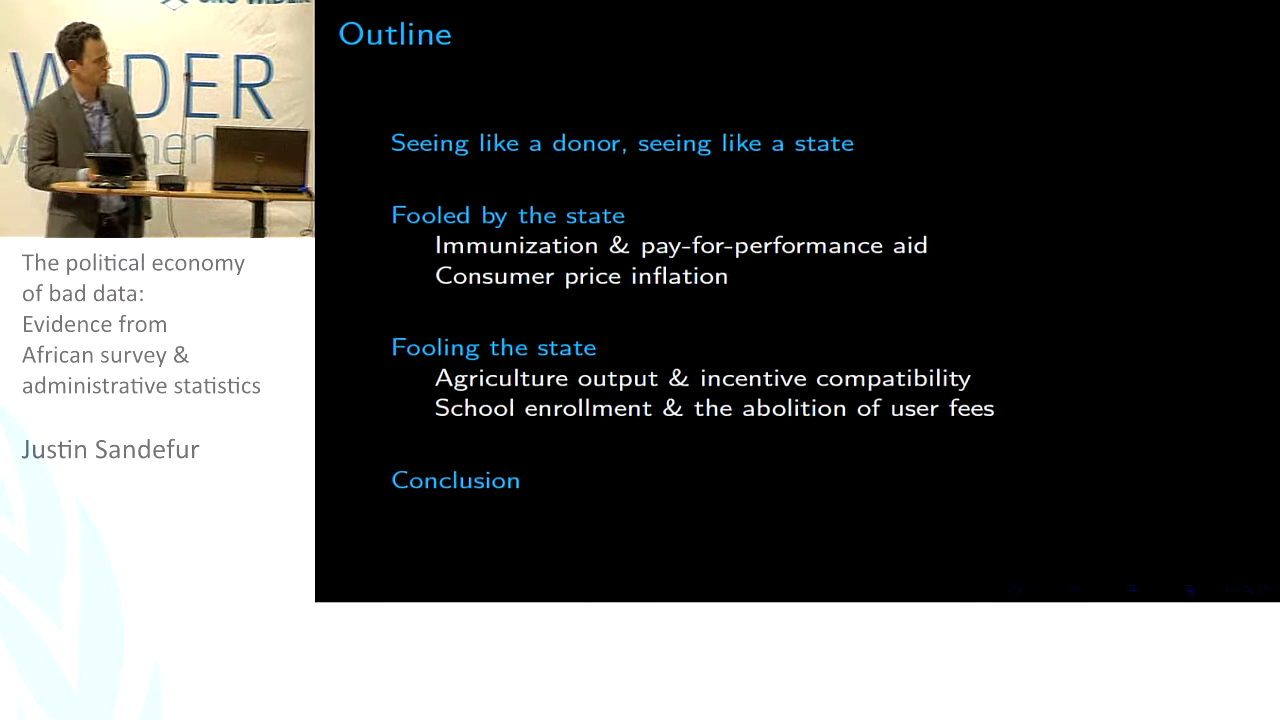 WIDER
Outline
Seeing like a donor, seeing like a state
Fooled by the state
Immunization & pay-for-performance aid
Consumer price inflation
Fooling the state
Agriculture output & incentive compatibility
School enrollment & the abolition of user fees
Conclusion
The political economy
of bad data:
Evidence from
African survey &
administrative statistics
Justin Sandefur